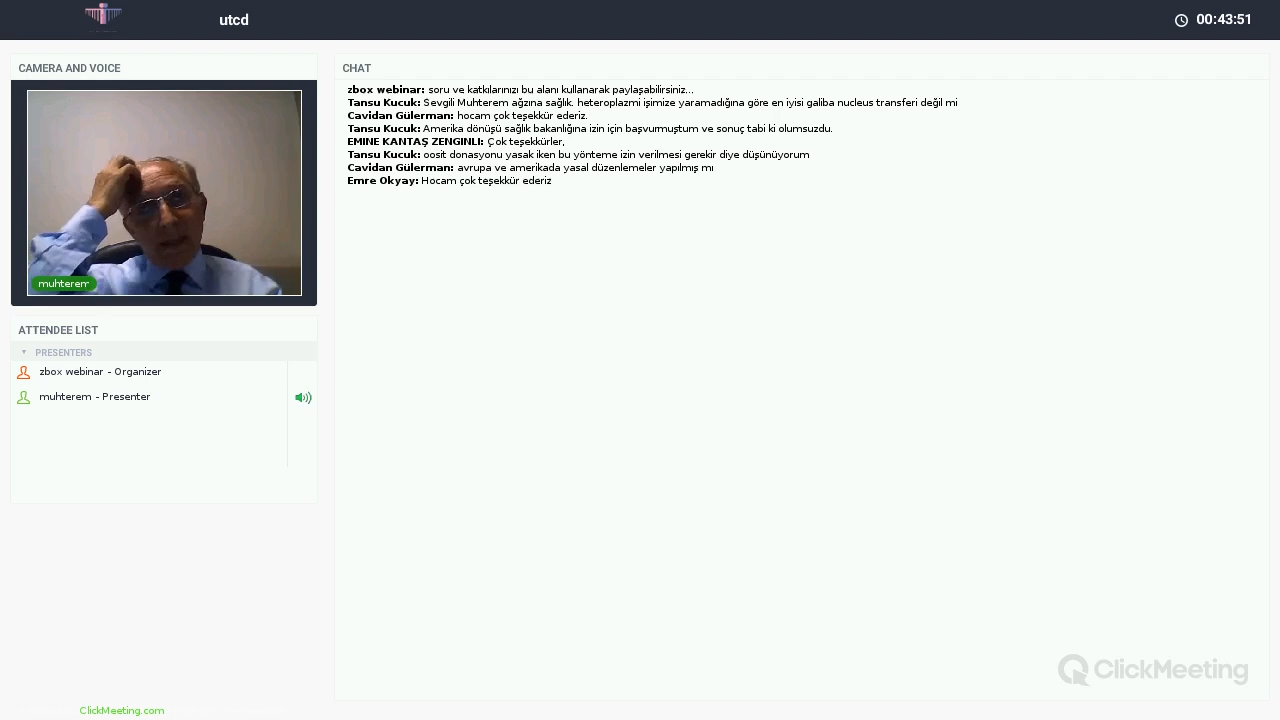 utcd
00:43:51
CAMERA AND VOICE
muhterem
ATTENDEE LIST
PRESENTERS
zbox webinar - Organizer
muhterem - Presenter
CHAT
zbox webinar: soru ve katkılarınızı bu alanı kullanarak paylaşabilirsiniz...
Tansu Kucuk: Sevgili Muhterem ağzına sağlık. heteroplazmi işimize yaramadığına göre en iyisi galiba nucleus transferi değil mi
Cavidan Gülerman: hocam çok teşekkür ederiz.
Tansu Kucuk: Amerika dönüşü sağlık bakanlığına izin için başvurmuştum ve sonuç tabi ki olumsuzdu.
EMINE KANTAŞ ZENGINLI: Çok teşekkürler,
Tansu Kucuk: oosit donasyonu yasak iken bu yönteme izin verilmesi gerekir diye düşünüyorum
Cavidan Gülerman: avrupa ve amerikada yasal düzenlemeler yapılmış mı
Emre Okyay: Hocam çok teşekkür ederiz
ClickMeeting
ClickMeeting.com